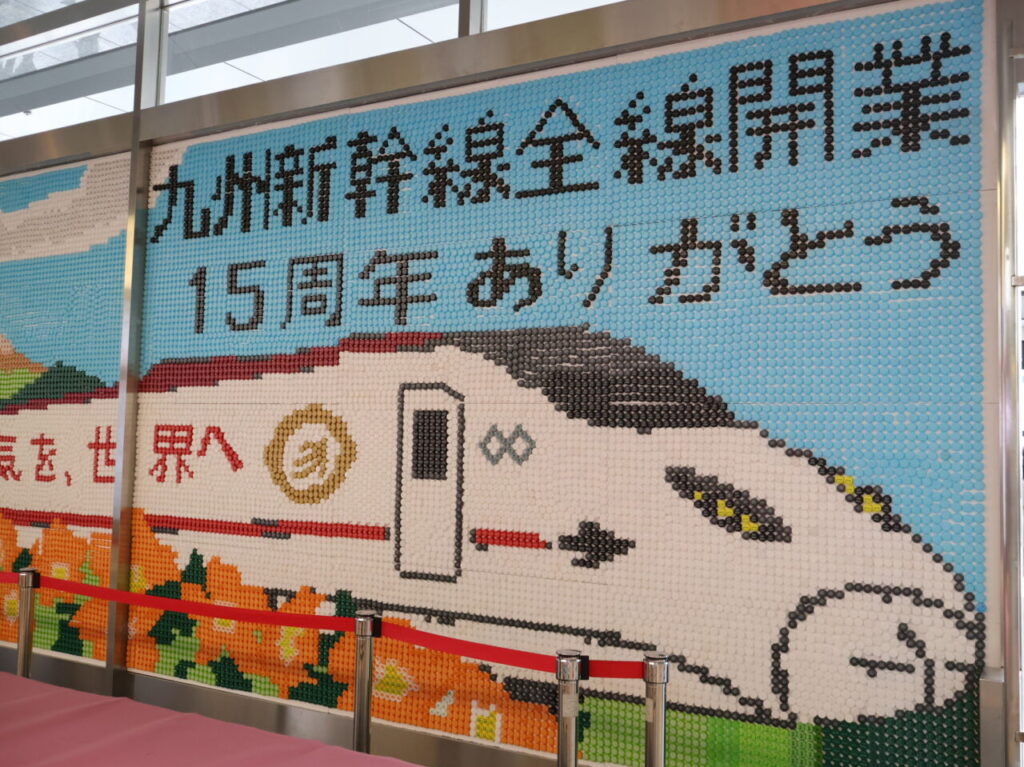 九州新幹線全線開業
15周年ありがとう
気を、世界へ